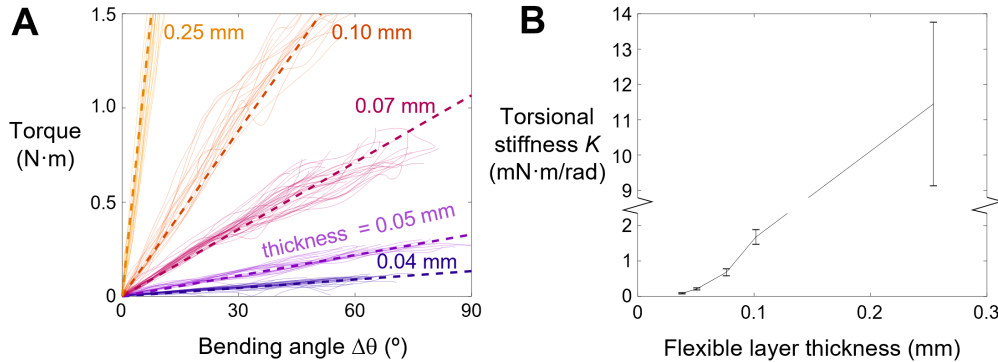 A
1.5
1.0
0.5
0
0.25 mm
0.10 mm
0.07 mm
thickness = 0.05 mm
0.04 mm
Torque
(N·m)
0
30
60
90
Bending angle Δθ (º)
B
14
13
12
11
10
9
2
1
0
Torsional
stiffness K
(mN·m/rad)
0
0.1
0.2
0.3
Flexible layer thickness (mm)